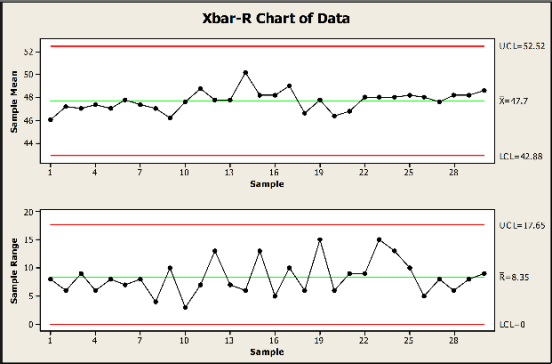 Xbar-R Chart of Data
Sample Mean
52
50
48
46
44
UCL=52.52
X̿=47.7
LCL=42.88
1 4 7 10 13 16 19 22 25 28
Sample
Sample Range
20
15
10
5
0
UCL=17.65
R̄=8.35
LCL=0
1 4 7 10 13 16 19 22 25 28
Sample